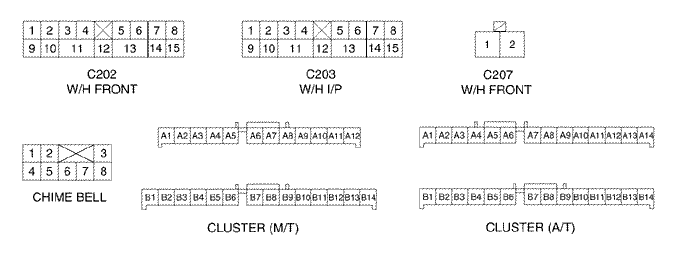 1 2 3 4 5 6 7 8
9 10 11 12 13 14 15
C202
W/H FRONT
1 2 3 4 5 6 7 8
9 10 11 12 13 14 15
C203
W/H I/P
1 2
C207
W/H FRONT
1 2 3
4 5 6 7 8
CHIME BELL
A1 A2 A3 A4 A5 A6 A7 A8 A9 A10 A11 A12
B1 B2 B3 B4 B5 B6 B7 B8 B9 B10 B11 B12 B13 B14
CLUSTER (M/T)
A1 A2 A3 A4 A5 A6 A7 A8 A9 A10 A11 A12 A13 A14
B1 B2 B3 B4 B5 B6 B7 B8 B9 B10 B11 B12 B13 B14
CLUSTER (A/T)